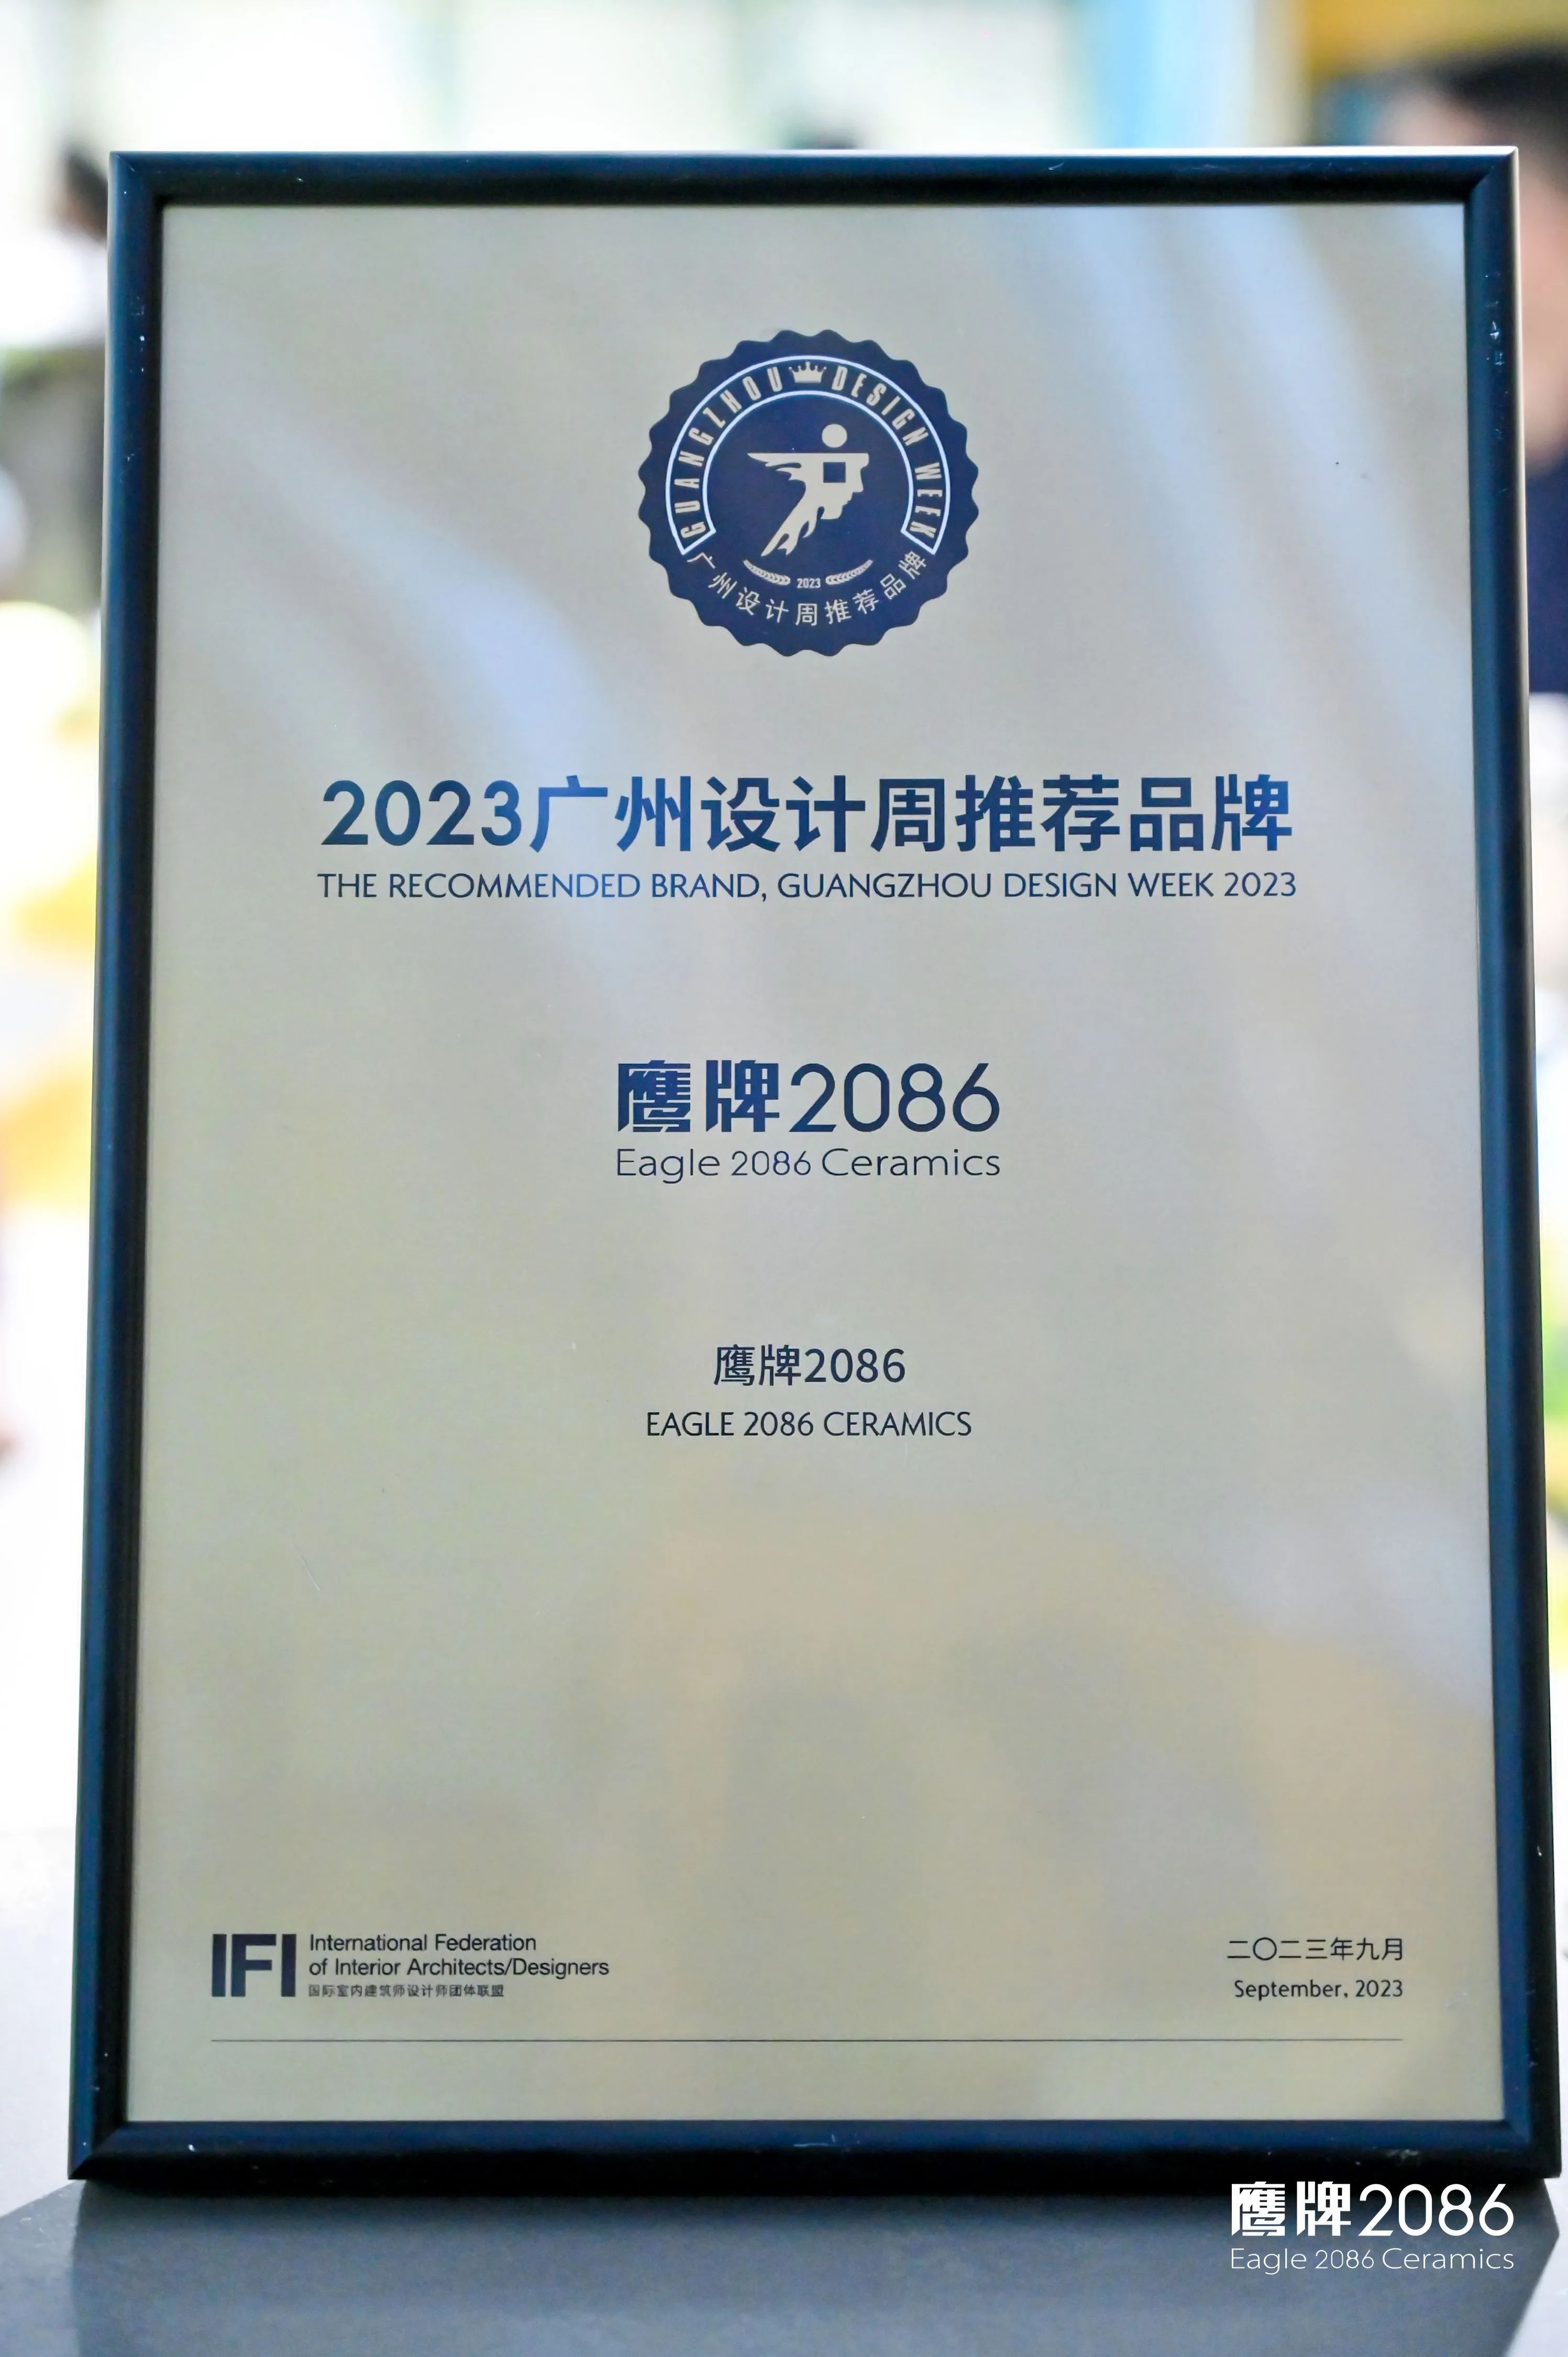 GUANGZHOU DESIGN WEEK
2023
广州设计周推荐品牌
2023广州设计周推荐品牌
THE RECOMMENDED BRAND, GUANGZHOU DESIGN WEEK 2023
鹰牌2086
Eagle 2086 Ceramics
鹰牌2086
EAGLE 2086 CERAMICS
IFI
International Federation
of Interior Architects/Designers
国际室内建筑师设计师团体联盟
二〇二三年九月
September, 2023
鹰牌2086
Eagle 2086 Ceramics